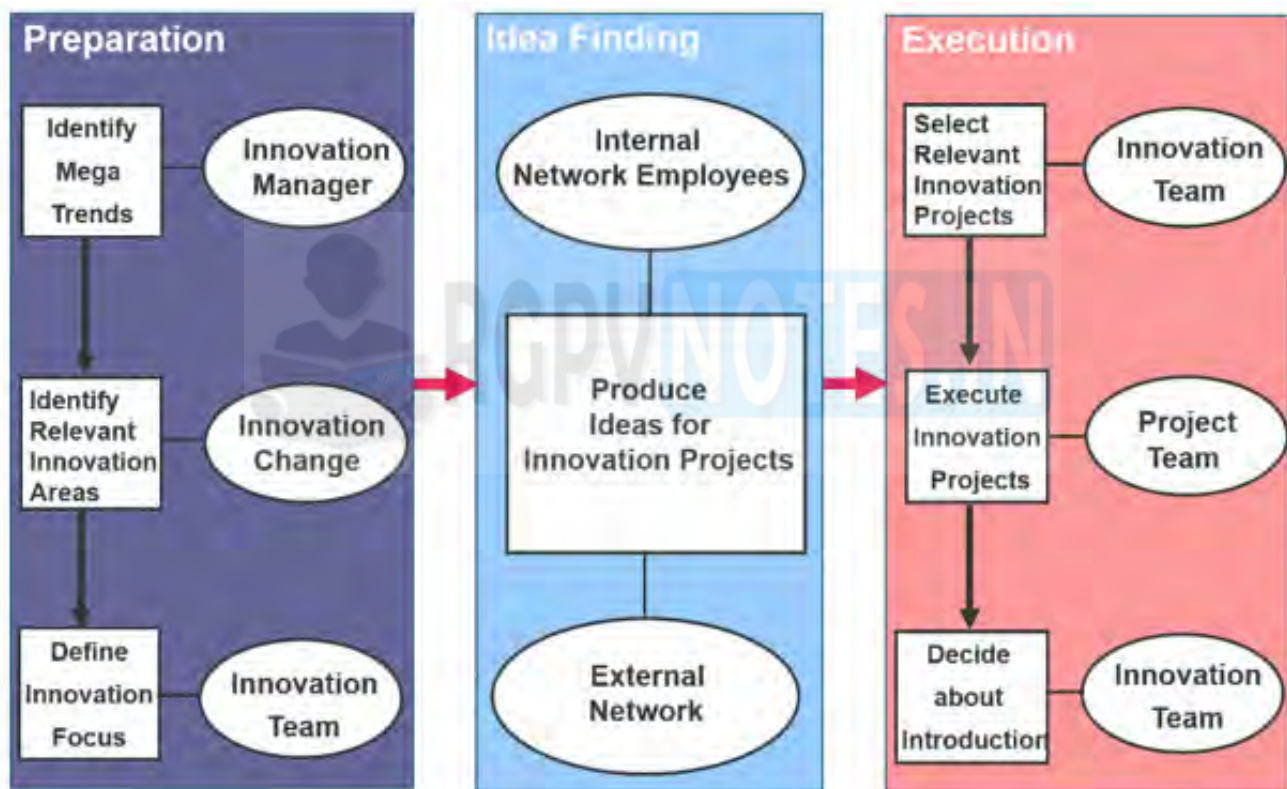 Preparation
Identify
Mega
Trends
Innovation
Manager
Identify
Relevant
Innovation
Areas
Innovation
Change
Define
Innovation
Focus
Innovation
Team
Idea Finding
Internal
Network Employees
Produce
Ideas for
Innovation Projects
External
Network
Execution
Select
Relevant
Innovation
Projects
Innovation
Team
Execute
Innovation
Projects
Project
Team
Decide
about
Introduction
Innovation
Team
RGPVNOTES.IN